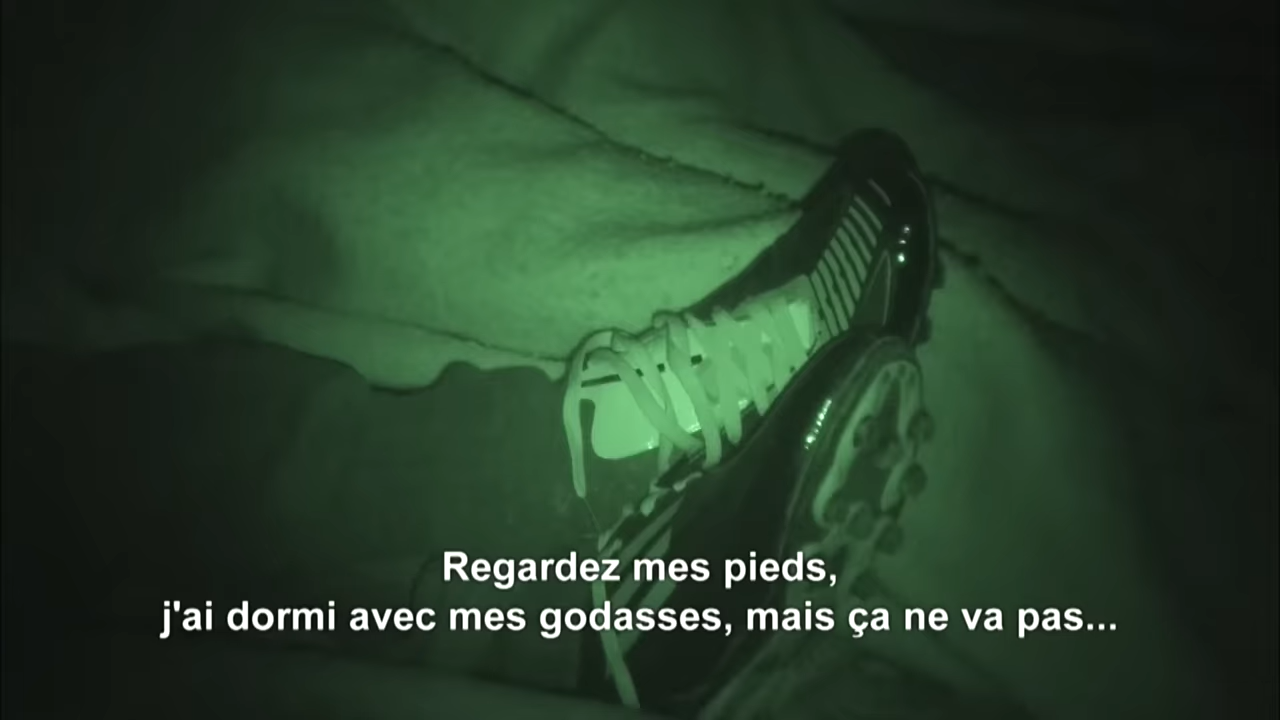 Regardez mes pieds,
j'ai dormi avec mes godasses, mais ça ne va pas...